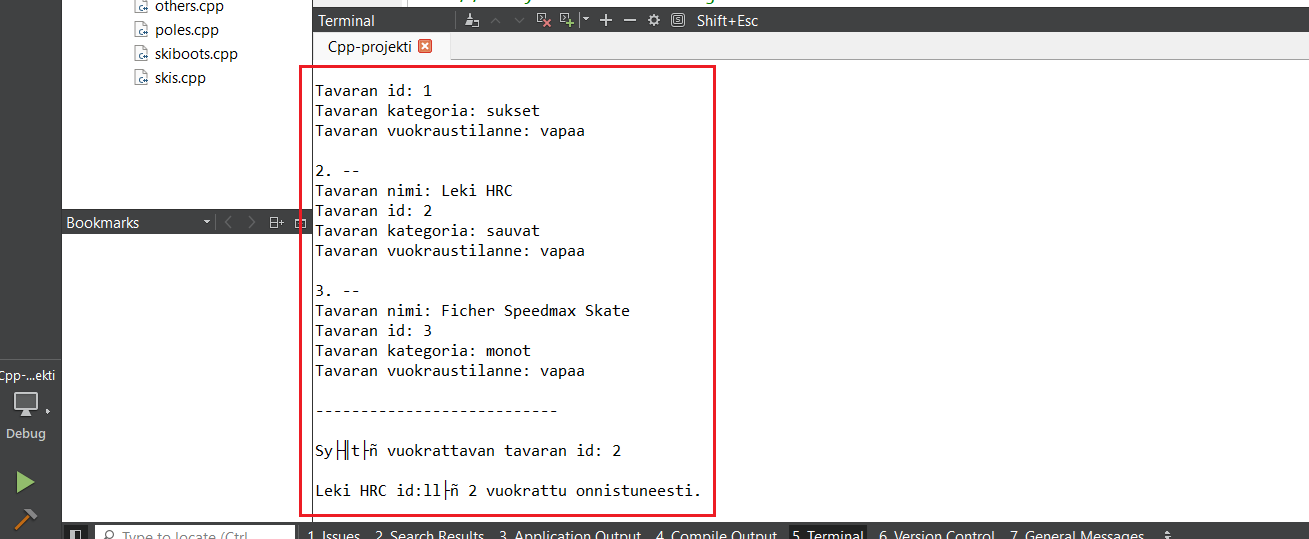 others.cpp
poles.cpp
skiboots.cpp
skis.cpp
Terminal
Shift+Esc
Cpp-projekti
Tavaran id: 1
Tavaran kategoria: sukset
Tavaran vuokraustilanne: vapaa
2. --
Tavaran nimi: Leki HRC
Tavaran id: 2
Tavaran kategoria: sauvat
Tavaran vuokraustilanne: vapaa
3. --
Tavaran nimi: Ficher Speedmax Skate
Tavaran id: 3
Tavaran kategoria: monot
Tavaran vuokraustilanne: vapaa
---------------------------
Sy├╢t├ñ vuokrattavan tavaran id: 2
Leki HRC id:ll├ñ 2 vuokrattu onnistuneesti.
Bookmarks
Cpp-...ekti
Debug
Type to locate (Ctrl
1 Issues
2 Search Results
3 Application Output
4 Compile Output
5 Terminal
6 Version Control
7 General Messages